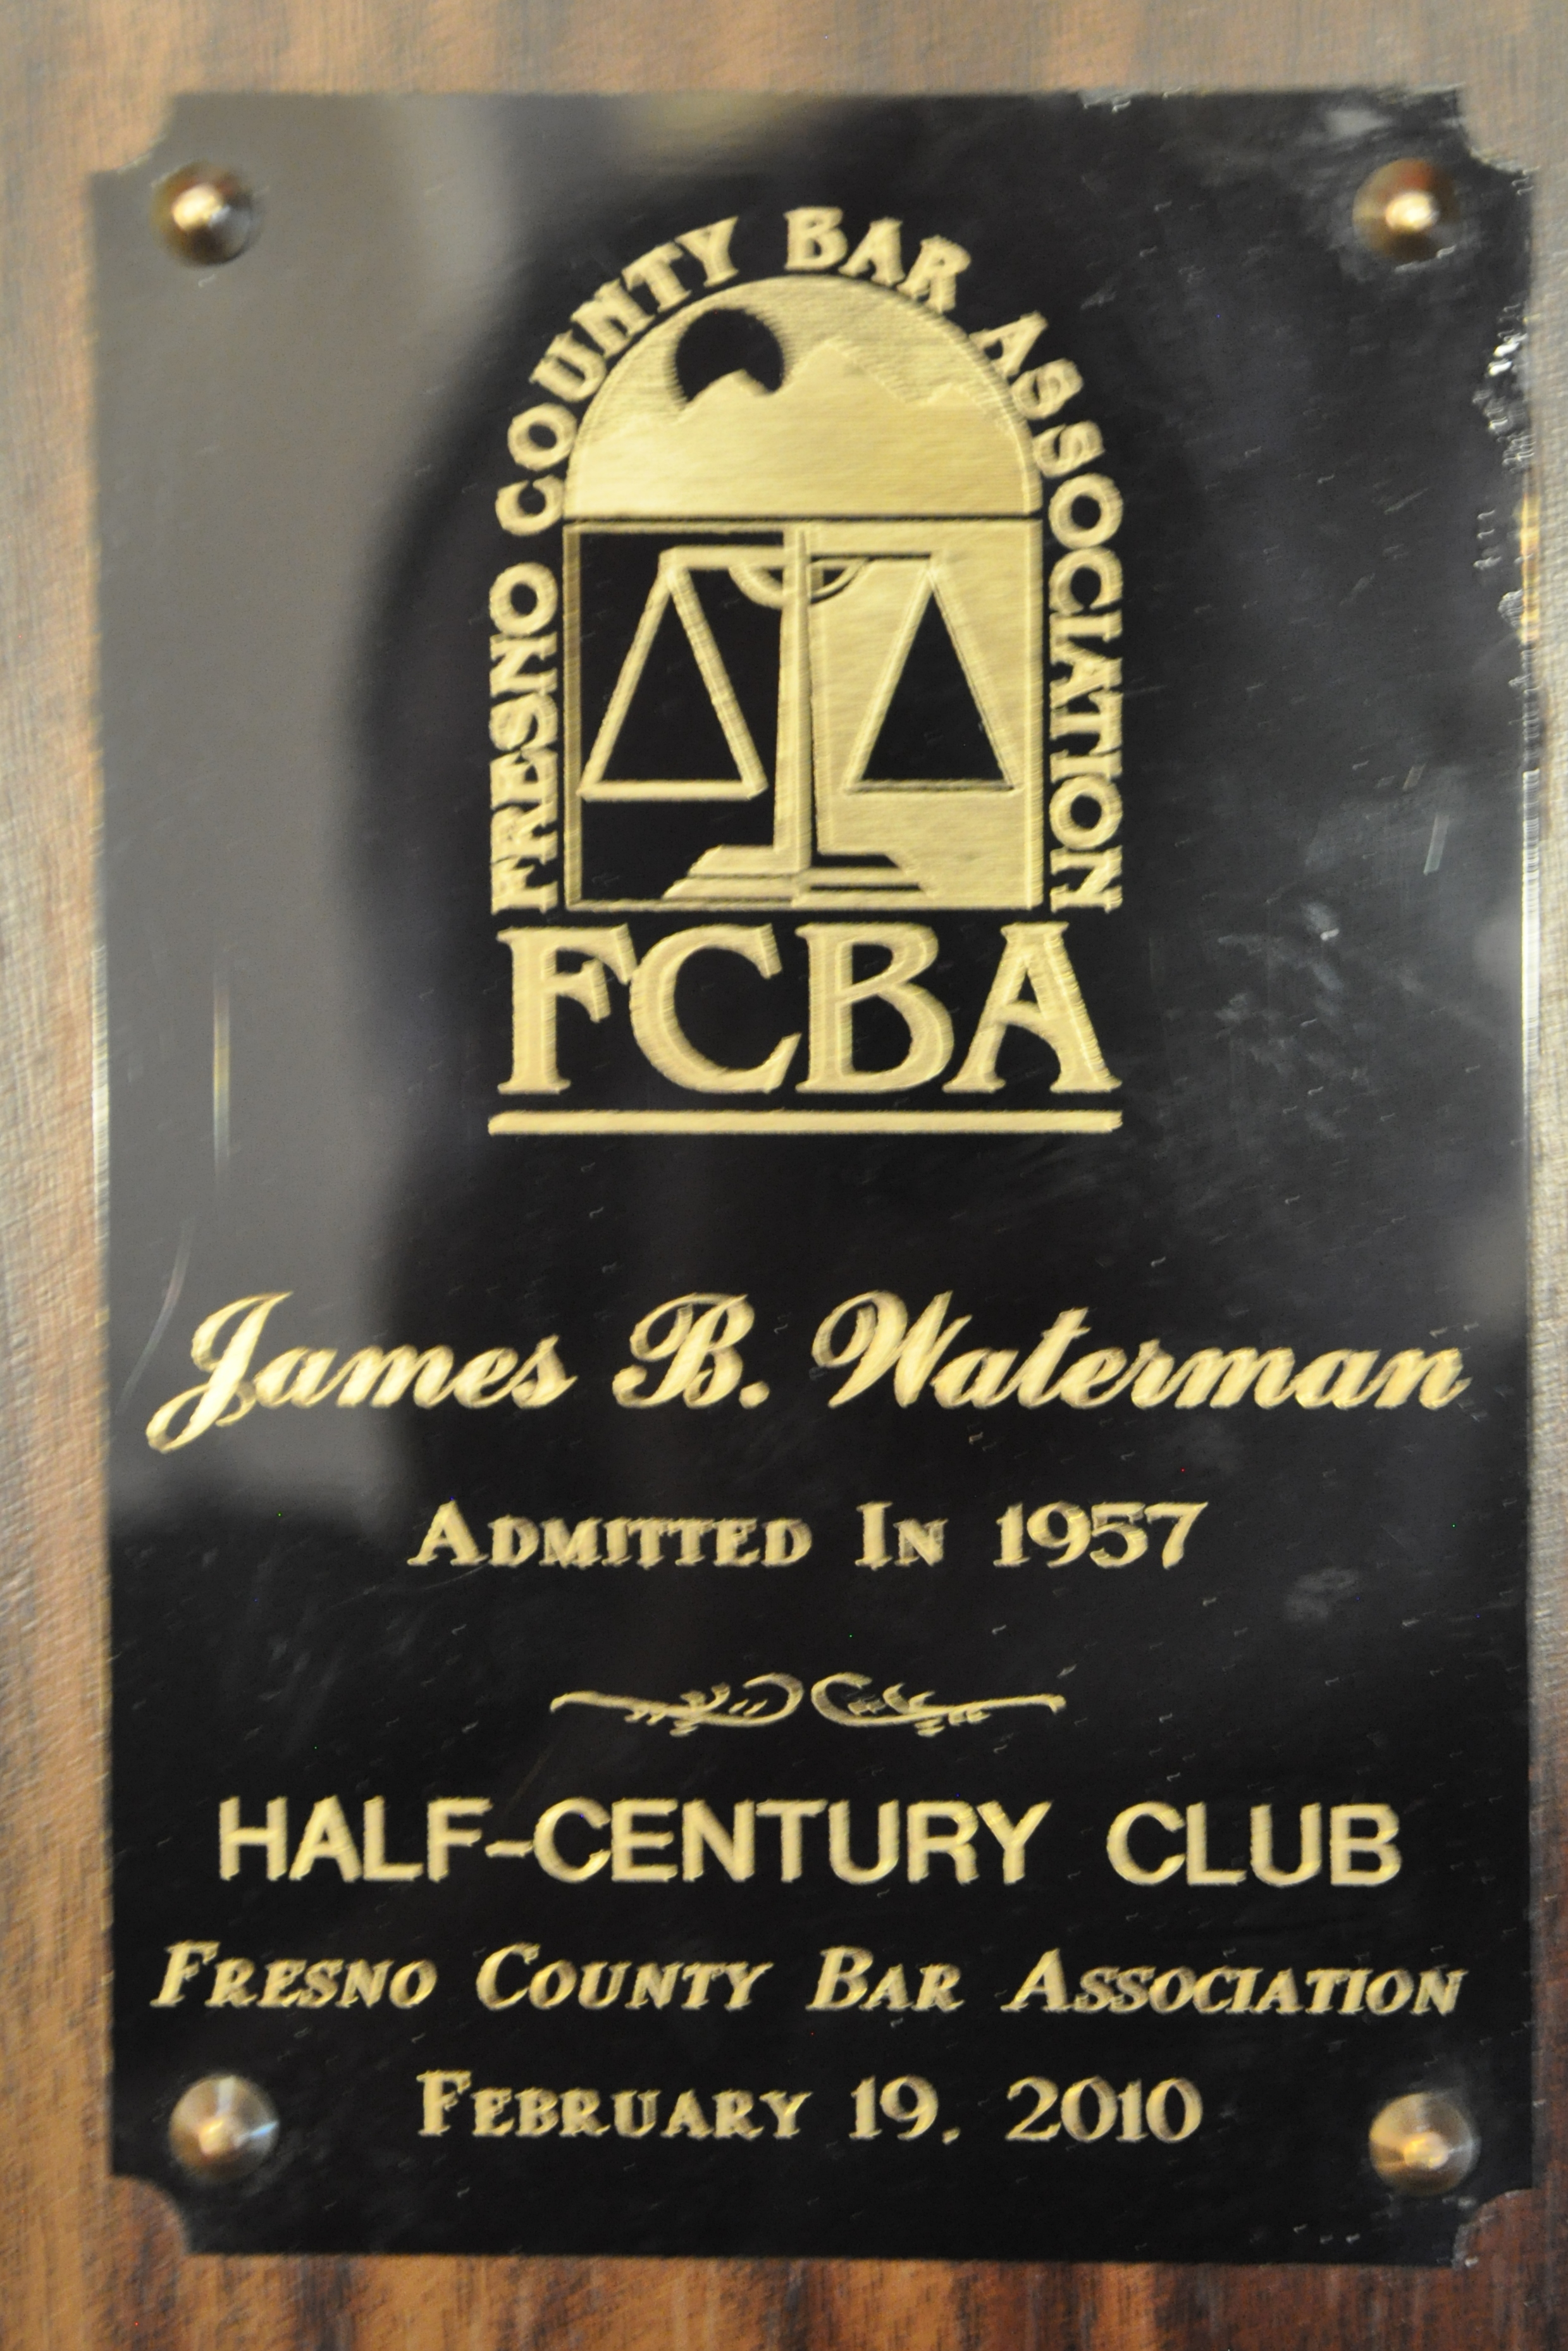 FRESNO COUNTY BAR ASSOCIATION
FCBA
James B. Waterman
ADMITTED IN 1957
HALF-CENTURY CLUB
FRESNO COUNTY BAR ASSOCIATION
FEBRUARY 19, 2010